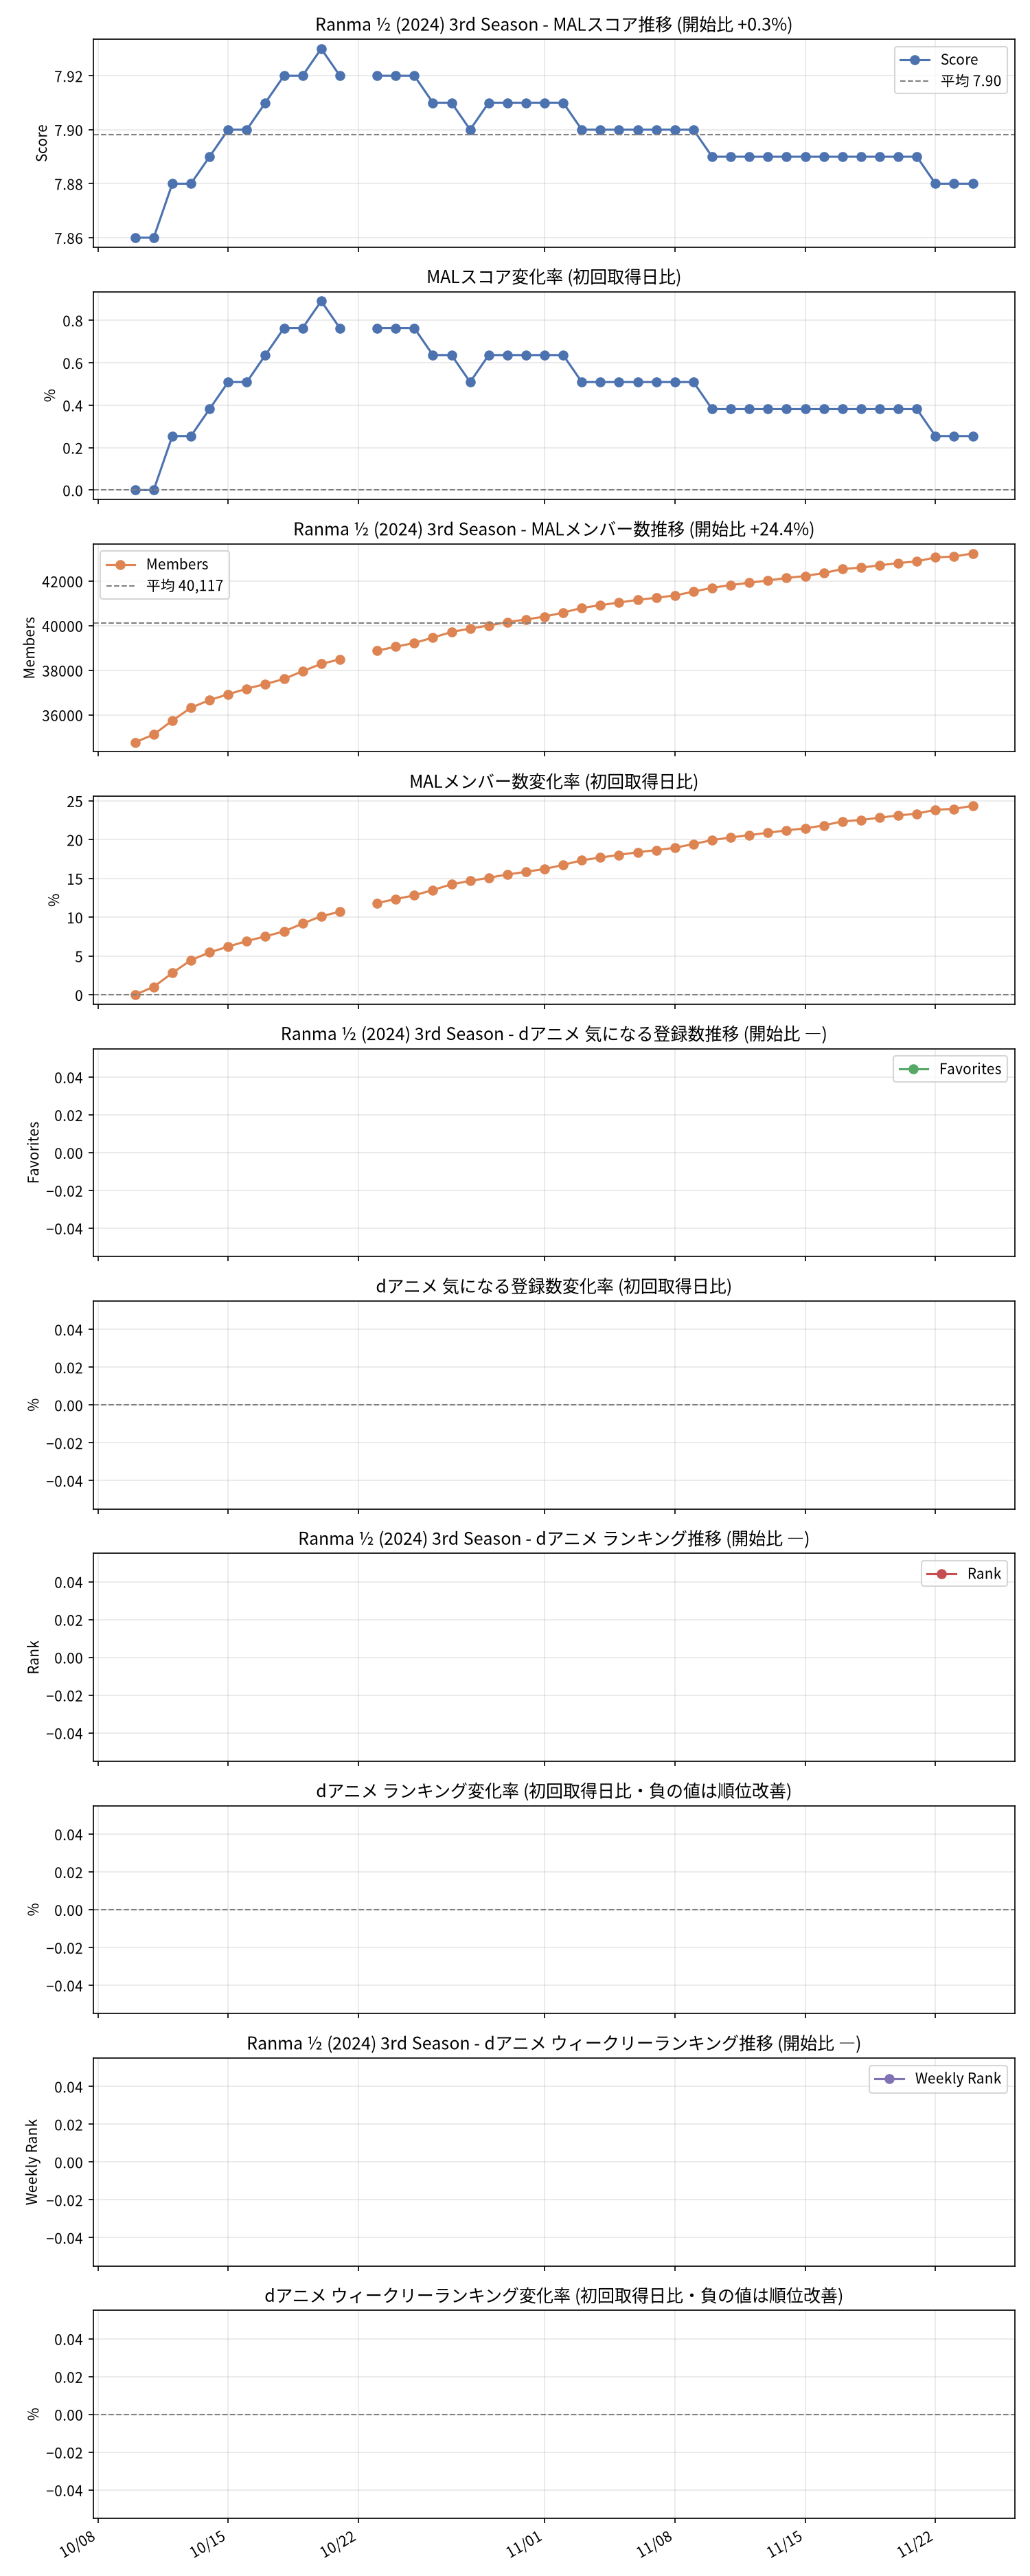 Ranma ½ (2024) 3rd Season - MALスコア推移 (開始比 +0.3%)
Score
平均 7.90
Score
7.92
7.90
7.88
7.86
MALスコア変化率 (初回取得日比)
%
0.8
0.6
0.4
0.2
0.0
Ranma ½ (2024) 3rd Season - MALメンバー数推移 (開始比 +24.4%)
Members
平均 40,117
Members
42000
40000
38000
36000
MALメンバー数変化率 (初回取得日比)
%
25
20
15
10
5
0
Ranma ½ (2024) 3rd Season - dアニメ 気になる登録数推移 (開始比 —)
Favorites
Favorites
0.04
0.02
0.00
−0.02
−0.04
dアニメ 気になる登録数変化率 (初回取得日比)
%
0.04
0.02
0.00
−0.02
−0.04
Ranma ½ (2024) 3rd Season - dアニメ ランキング推移 (開始比 —)
Rank
Rank
0.04
0.02
0.00
−0.02
−0.04
dアニメ ランキング変化率 (初回取得日比・負の値は順位改善)
%
0.04
0.02
0.00
−0.02
−0.04
Ranma ½ (2024) 3rd Season - dアニメ ウィークリーランキング推移 (開始比 —)
Weekly Rank
Weekly Rank
0.04
0.02
0.00
−0.02
−0.04
dアニメ ウィークリーランキング変化率 (初回取得日比・負の値は順位改善)
%
0.04
0.02
0.00
−0.02
−0.04
10/08
10/15
10/22
11/01
11/08
11/15
11/22